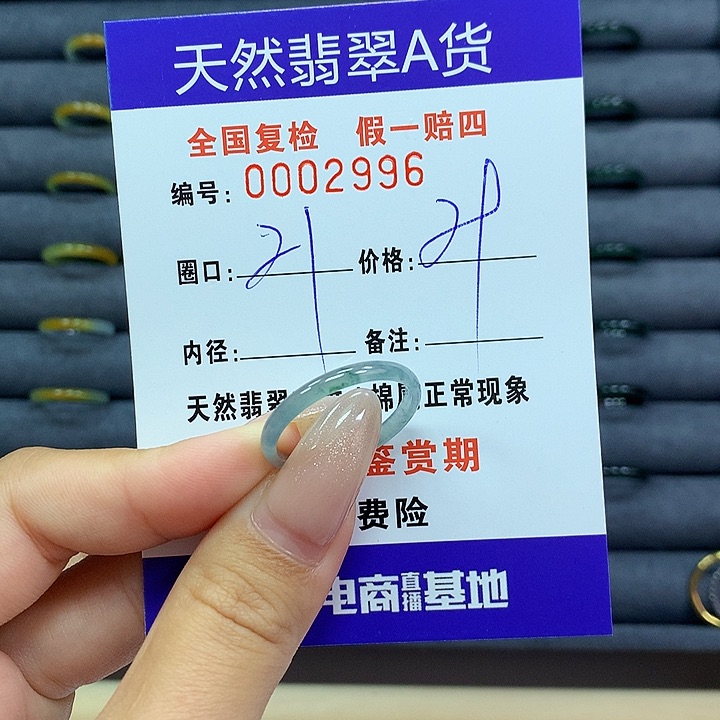 天然翡翠A货
全国复检 假一赔四
编号: 0002996
圈口: 21 价格:
内径: 备注:
天然翡翠 棉 正常现象
鉴赏期
费险
电商直播基地